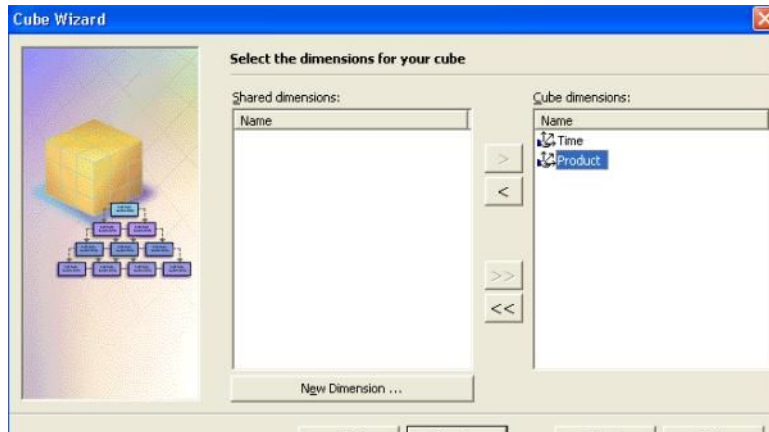 Cube Wizard
Select the dimensions for your cube
Shared dimensions:
Name
Cube dimensions:
Name
Time
Product
>
<
>>
<<
New Dimension ...